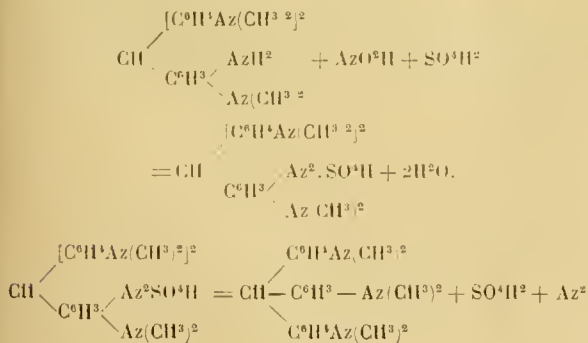 [C⁶H⁴Az(CH³ ²]²
CH
AzH²
C⁶H³
+ AzO²H + SO⁴H²
Az(CH³ ²
[C⁶H⁴Az(CH³ ²]²
= CH
Az².SO⁴H + 2H²O.
C⁶H³
Az CH³)²
[C⁶H⁴Az(CH³)²]²
C⁶H⁴Az(CH³)²
CH
Az²SO⁴H
= CH — C⁶H³ — Az(CH³)² + SO⁴H² + Az²
C⁶H³
Az(CH³)²
C⁶H⁴Az(CH³)²